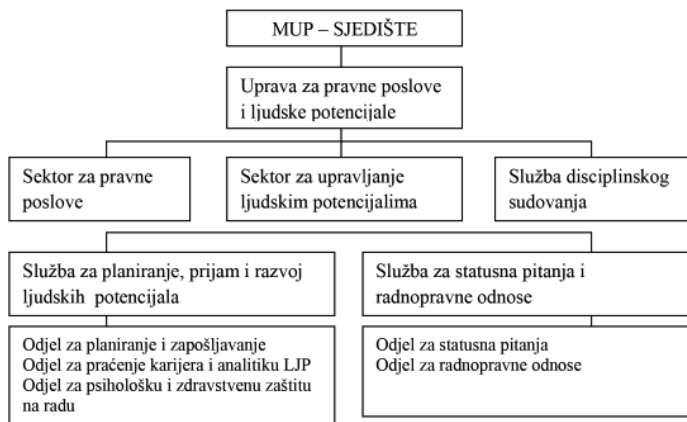 MUP – SJEDIŠTE
Uprava za pravne poslove
i ljudske potencijale
Sektor za pravne
poslove
Sektor za upravljanje
ljudskim potencijalima
Služba disciplinskog
sudovanja
Služba za planiranje, prijam i razvoj
ljudskih potencijala
Služba za statusna pitanja i
radnopravne odnose
Odjel za planiranje i zapošljavanje
Odjel za praćenje karijera i analitiku LJP
Odjel za psihološku i zdravstvenu zaštitu
na radu
Odjel za statusna pitanja
Odjel za radnopravne odnose